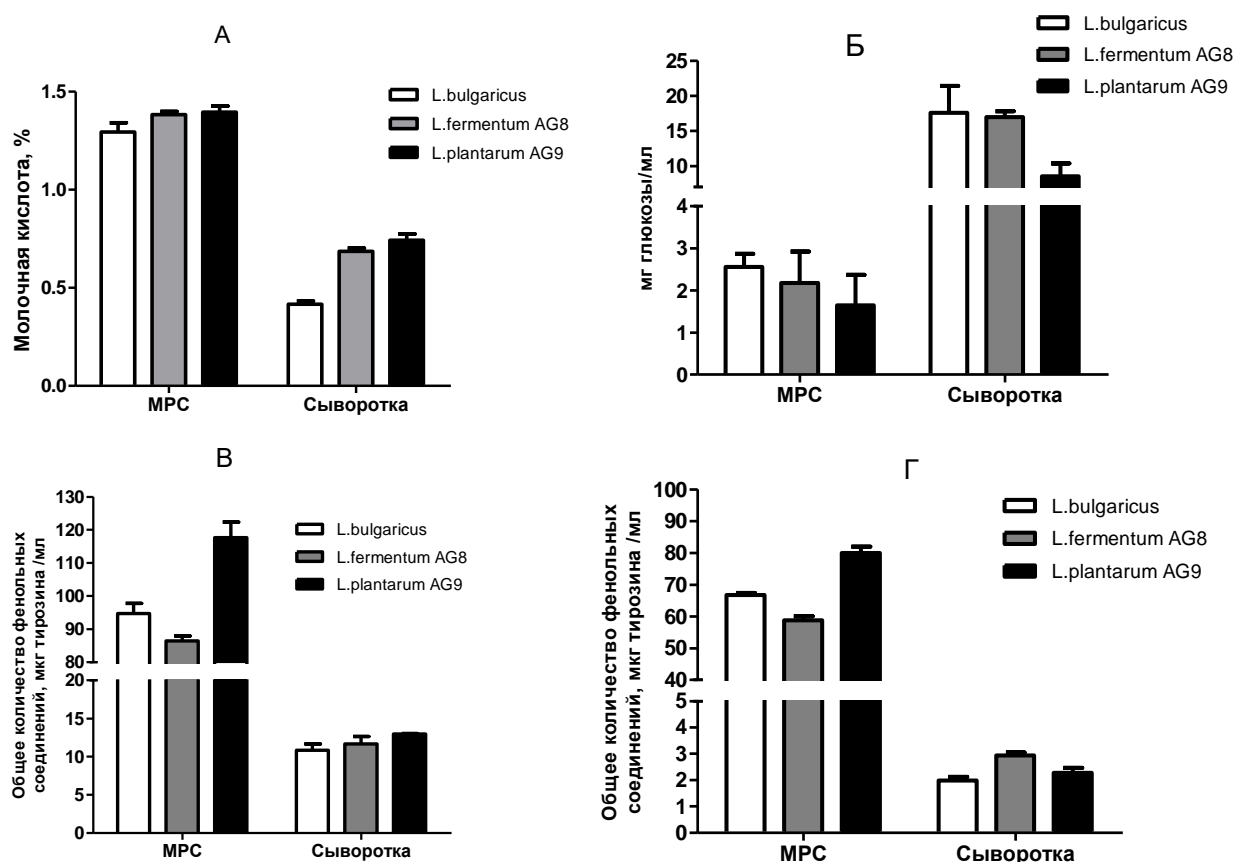 А
Молочная кислота, %
1.5
1.0
0.5
0.0
МРС
Сыворотка
L.bulgaricus
L.fermentum AG8
L.plantarum AG9
Б
мг глюкозы/мл
25
20
15
10
4
3
2
1
0
МРС
Сыворотка
L.bulgaricus
L.fermentum AG8
L.plantarum AG9
В
Общее количество фенольных
соединений, мкг тирозина /мл
130
120
110
100
90
80
20
10
0
МРС
Сыворотка
L.bulgaricus
L.fermentum AG8
L.plantarum AG9
Г
Общее количество фенольных
соединений, мкг тирозина /мл
100
90
80
70
60
50
40
5
4
3
2
1
0
МРС
Сыворотка
L.bulgaricus
L.fermentum AG8
L.plantarum AG9